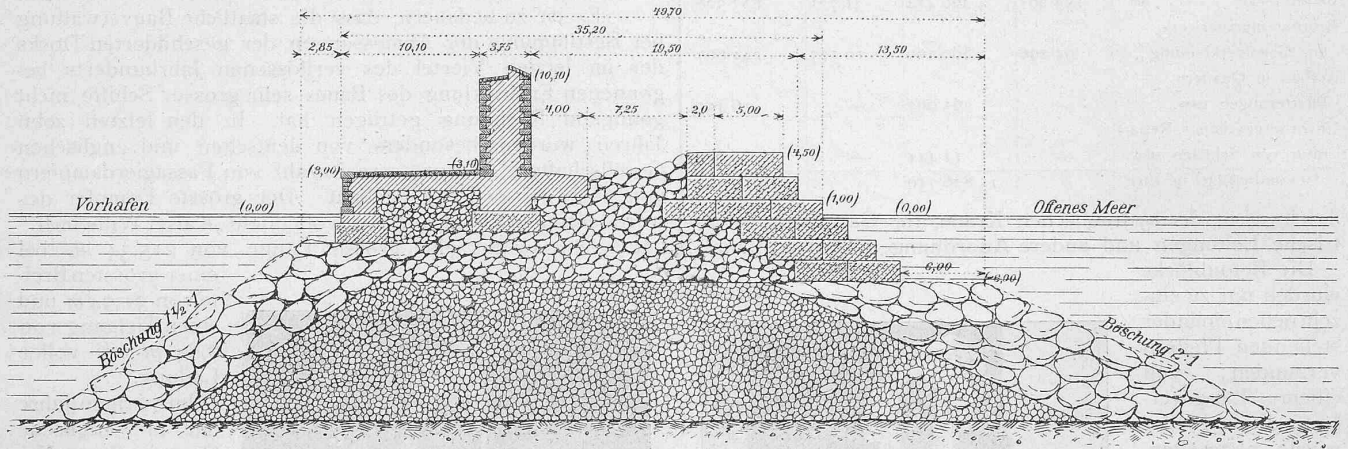 49,70
35,20
2,85 10,10 3,75 19,50 13,50
(10,10)
4,00 7,25 2,0 5,00
(3,90) (3,10) (4,50)
(1,00)
Vorhafen (0,00) (0,00) Offenes Meer
6,00 (-6,00)
Böschung 1½:1
Böschung 2:1